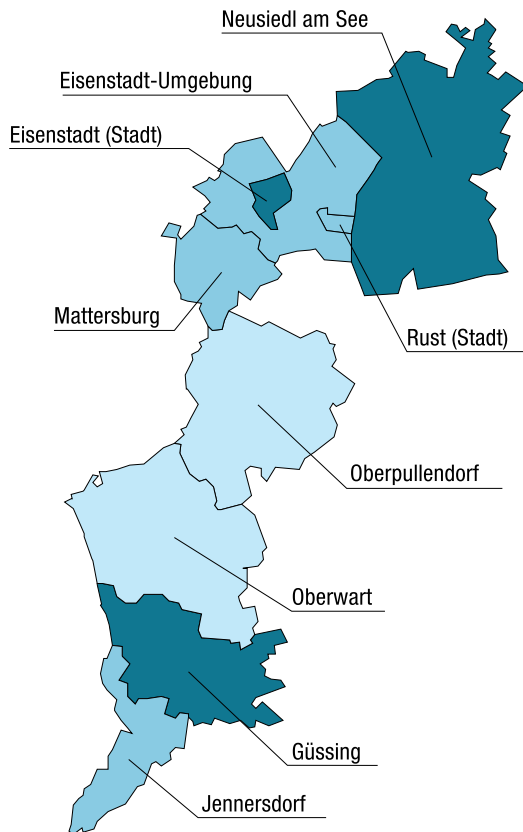 Neusiedl am See
Eisenstadt-Umgebung
Eisenstadt (Stadt)
Mattersburg
Rust (Stadt)
Oberpullendorf
Oberwart
Güssing
Jennersdorf